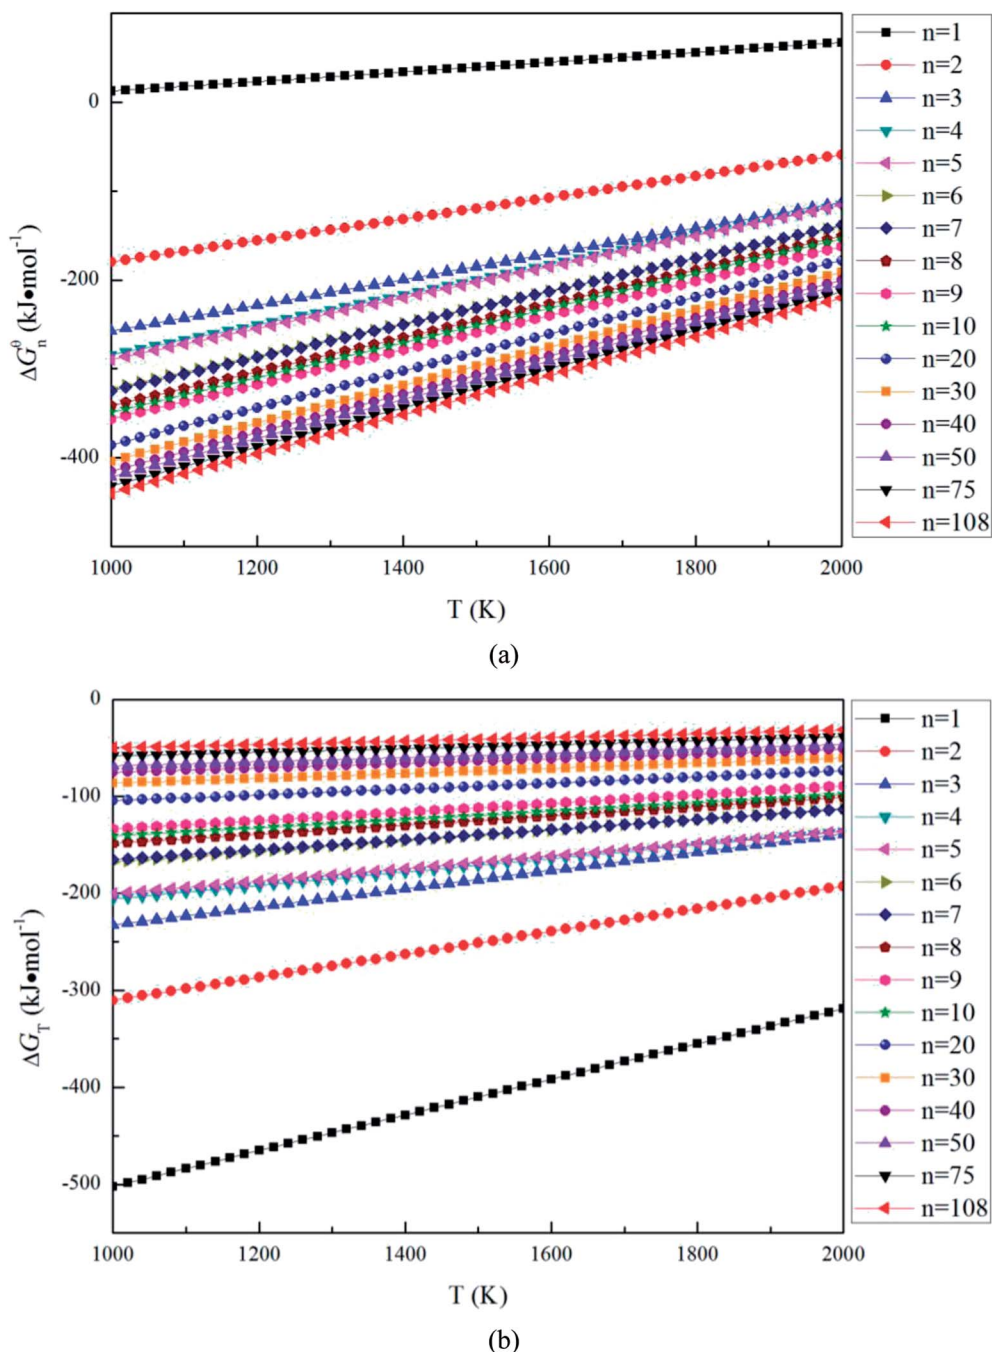 n=1
n=2
n=3
n=4
n=5
n=6
n=7
n=8
n=9
n=10
n=20
n=30
n=40
n=50
n=75
n=108
0
-200
-400
ΔGₙ^θ (kJ•mol⁻¹)
1000 1200 1400 1600 1800 2000
T (K)
(a)
n=1
n=2
n=3
n=4
n=5
n=6
n=7
n=8
n=9
n=10
n=20
n=30
n=40
n=50
n=75
n=108
0
-100
-200
-300
-400
-500
ΔG_T (kJ•mol⁻¹)
1000 1200 1400 1600 1800 2000
T (K)
(b)